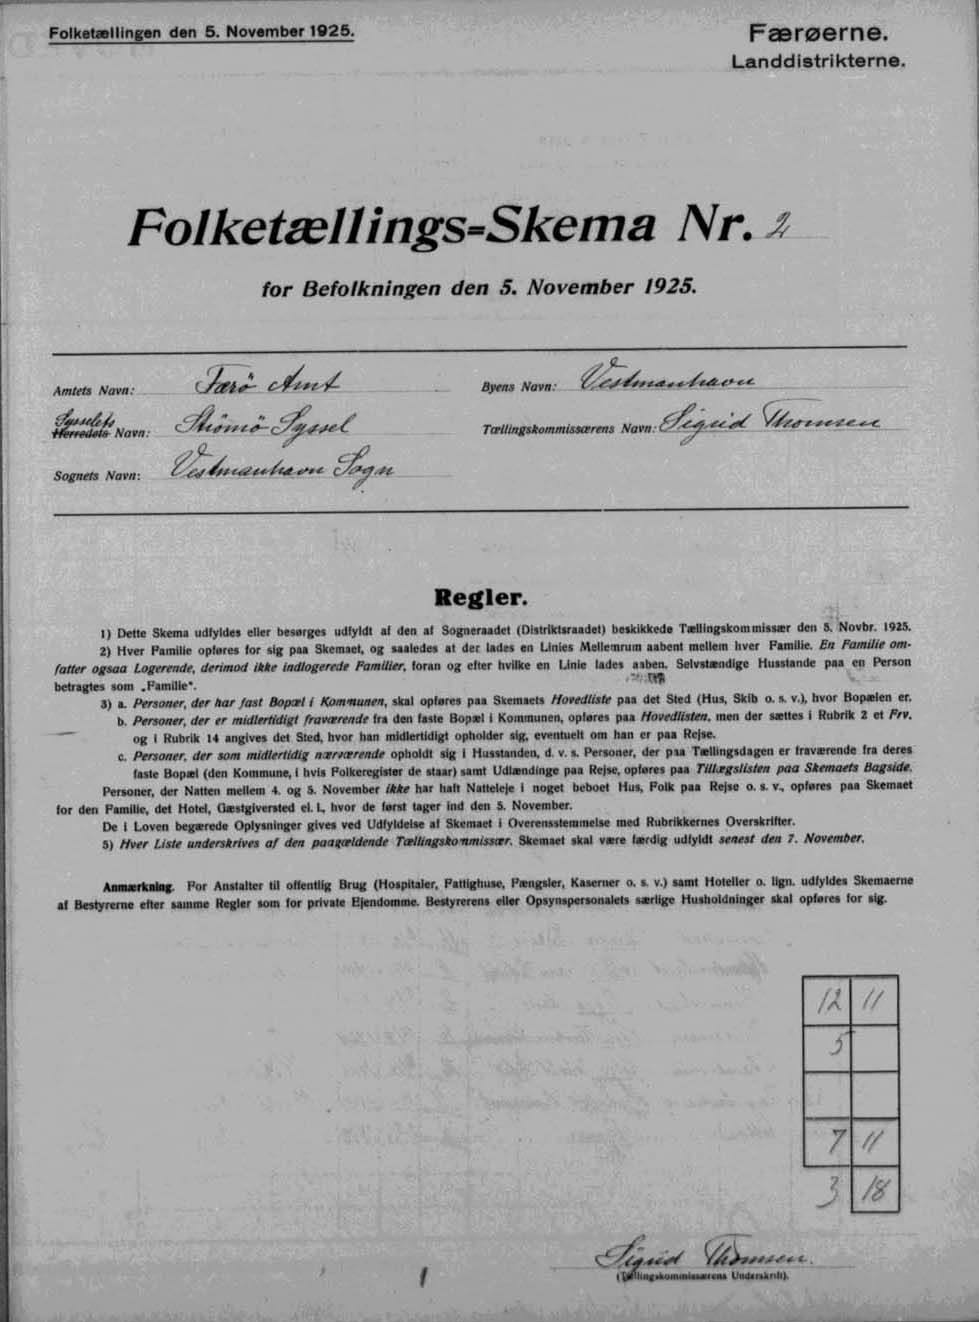 Folketællingen den 5. November 1925.
Færøerne.
Landdistrikterne.
Folketællings=Skema Nr. 2
for Befolkningen den 5. November 1925.
Amtets Navn: Færö Amt
Byens Navn: Vestmanhavn
Sysselets
Herredets Navn: Strömö Syssel
Tællingskommissærens Navn: Sigrid Thomsen
Sognets Navn: Vestmanhavn Sogn
Regler.
1) Dette Skema udfyldes eller besørges udfyldt af den af Sogneraadet (Distriktsraadet) beskikkede Tællingskommissær den 5. Novbr. 1925.
2) Hver Familie opføres for sig paa Skemaet, og saaledes at der lades en Linies Mellemrum aabent mellem hver Familie. En Familie om-
fatter ogsaa Logerende, derimod ikke indlogerede Familier, foran og efter hvilke en Linie lades aaben. Selvstændige Husstande paa en Person
betragtes som „Familie“.
3) a. Personer, der har fast Bopæl i Kommunen, skal opføres paa Skemaets Hovedliste paa det Sted (Hus, Skib o. s. v.), hvor Bopælen er.
b. Personer, der er midlertidigt fraværende fra den faste Bopæl i Kommunen, opføres paa Hovedlisten, men der sættes i Rubrik 2 et Frv.
og i Rubrik 14 angives det Sted, hvor han midlertidigt opholder sig, eventuelt om han er paa Rejse.
c. Personer, der som midlertidig nærværende opholdt sig i Husstanden, d. v. s. Personer, der paa Tællingsdagen er fraværende fra deres
faste Bopæl (den Kommune, i hvis Folkeregister de staar) samt Udlændinge paa Rejse, opføres paa Tillægslisten paa Skemaets Bagside.
Personer, der Natten mellem 4. og 5. November ikke har haft Natteleje i noget beboet Hus, Folk paa Rejse o. s. v., opføres paa Skemaet
for den Familie, det Hotel, Gæstgiversted el. l., hvor de først tager ind den 5. November.
De i Loven begærede Oplysninger gives ved Udfyldelse af Skemaet i Overensstemmelse med Rubrikkernes Overskrifter.
5) Hver Liste underskrives af den paagældende Tællingskommissær. Skemaet skal være færdig udfyldt senest den 7. November.
Anmærkning. For Anstalter til offentlig Brug (Hospitaler, Fattighuse, Fængsler, Kaserner o. s. v.) samt Hoteller o. lign. udfyldes Skemaerne
af Bestyrerne efter samme Regler som for private Ejendomme. Bestyrerens eller Opsynspersonalets særlige Husholdninger skal opføres for sig.
12 11
5
7 11
3 18
Sigrid Thomsen.
(Tællingskommissærens Underskrift).
1